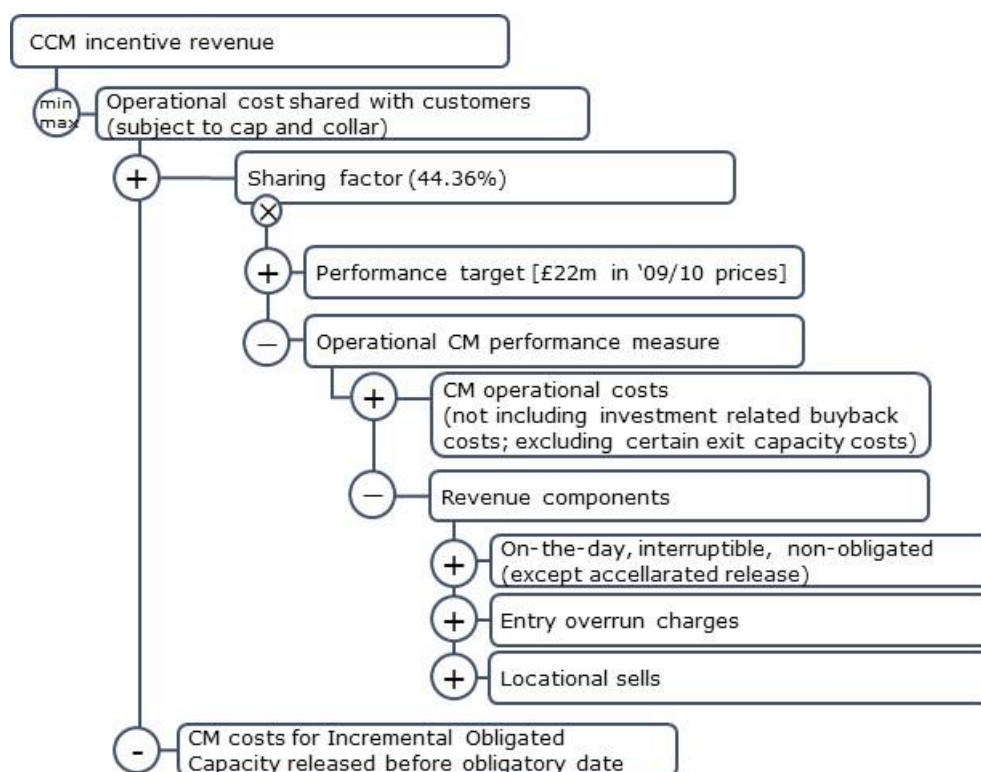 CCM incentive revenue
min
max
Operational cost shared with customers
(subject to cap and collar)
+
Sharing factor (44.36%)
×
+
Performance target [£22m in ‘09/10 prices]
–
Operational CM performance measure
+
CM operational costs
(not including investment related buyback
costs; excluding certain exit capacity costs)
–
Revenue components
+
On-the-day, interruptible, non-obligated
(except accellarated release)
+
Entry overrun charges
+
Locational sells
-
CM costs for Incremental Obligated
Capacity released before obligatory date